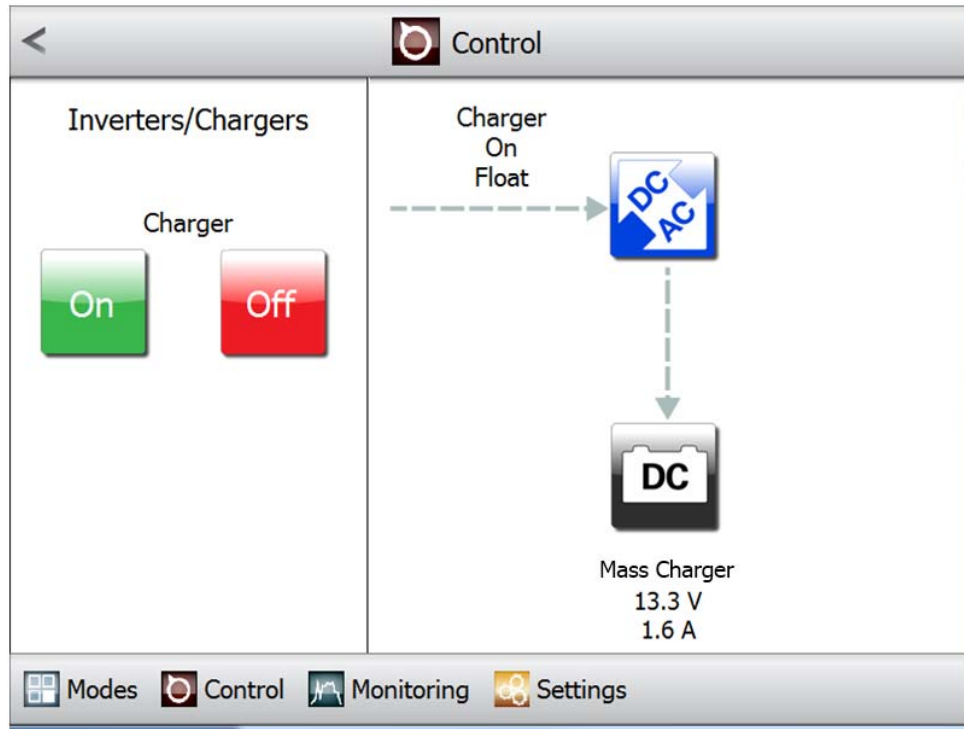 <
Control
Inverters/Chargers
Charger
On
Off
Charger
On
Float
DC
AC
DC
Mass Charger
13.3 V
1.6 A
Modes
Control
Monitoring
Settings